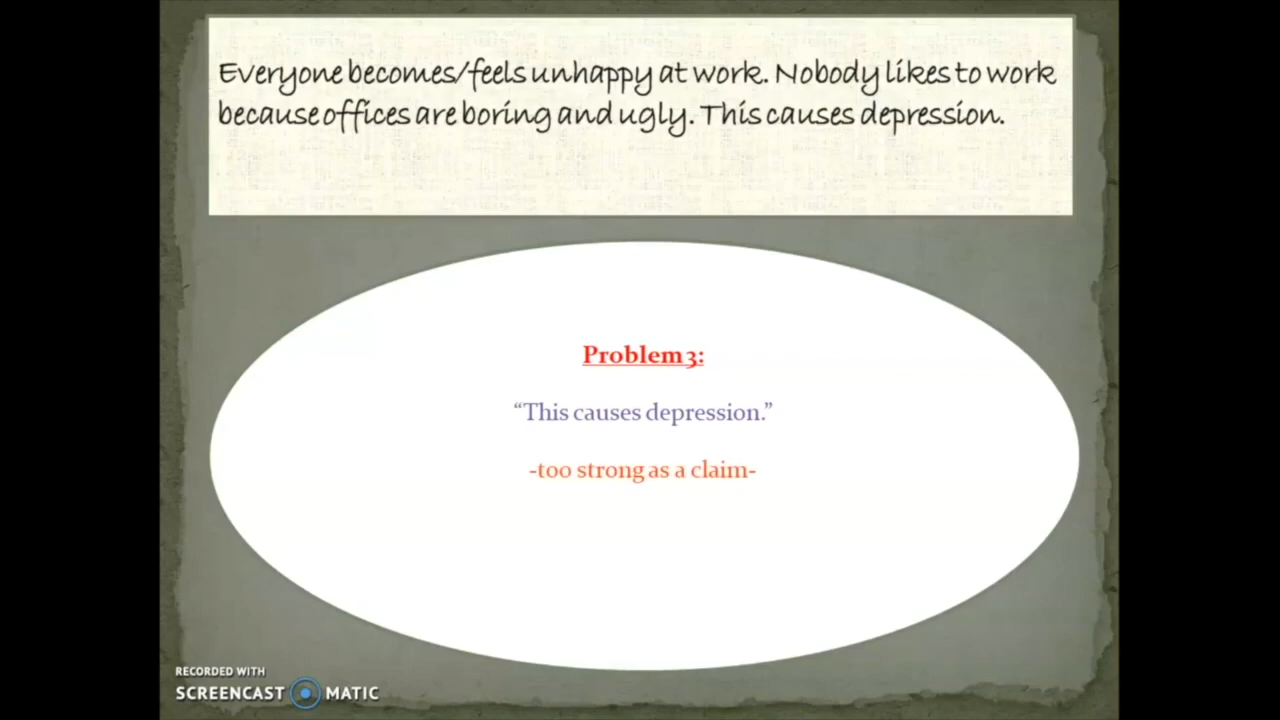 Everyone becomes/feels unhappy at work. Nobody likes to work
because offices are boring and ugly. This causes depression.
Problem 3:
“This causes depression.”
-too strong as a claim-
RECORDED WITH
SCREENCAST MATIC